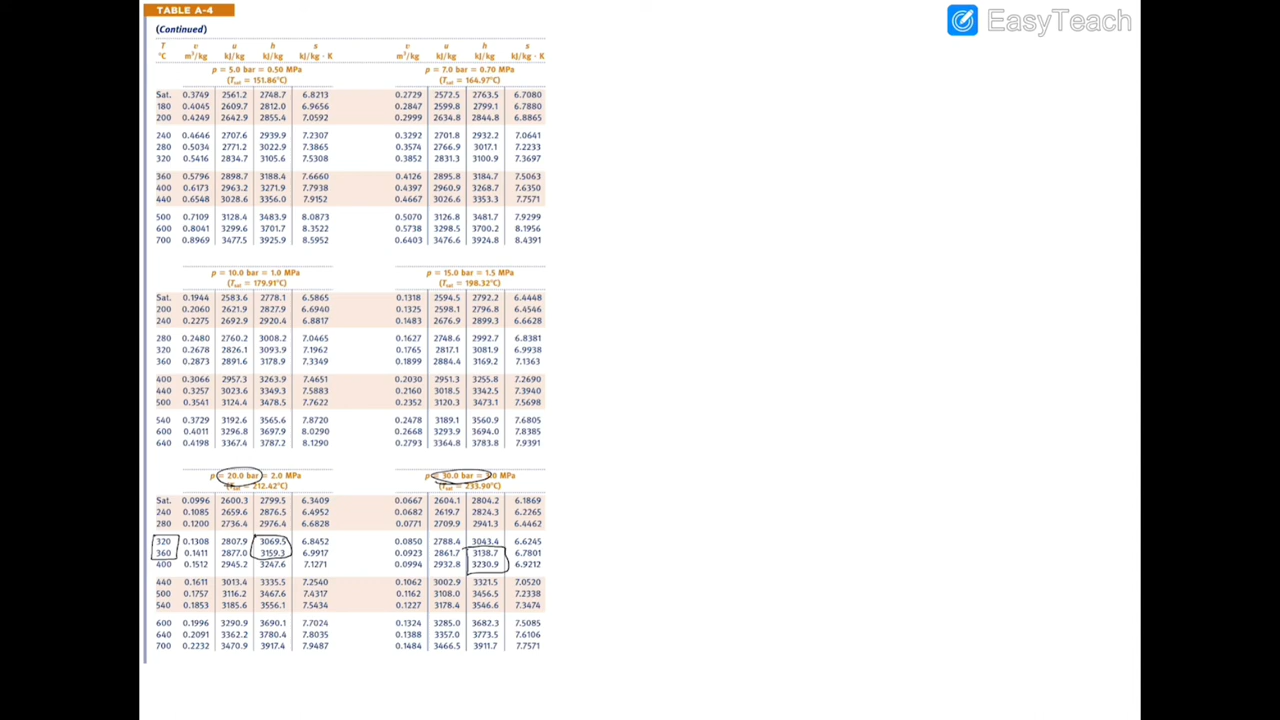 TABLE A-4
EasyTeach
(Continued)
T v u h s v u h s
°C m³/kg kJ/kg kJ/kg kJ/kg · K m³/kg kJ/kg kJ/kg kJ/kg · K
p = 5.0 bar = 0.50 MPa p = 7.0 bar = 0.70 MPa
(Tsat = 151.86°C) (Tsat = 164.97°C)
Sat. 0.3749 2561.2 2748.7 6.8213 0.2729 2572.5 2763.5 6.7080
180 0.4045 2609.7 2812.0 6.9656 0.2847 2599.8 2799.1 6.7880
200 0.4249 2642.9 2855.4 7.0592 0.2999 2634.8 2844.8 6.8865
240 0.4646 2707.6 2939.9 7.2307 0.3292 2701.8 2932.2 7.0641
280 0.5034 2771.2 3022.9 7.3865 0.3574 2766.9 3017.1 7.2233
320 0.5416 2834.7 3105.6 7.5308 0.3852 2831.3 3100.9 7.3697
360 0.5796 2898.7 3188.4 7.6660 0.4126 2895.8 3184.7 7.5063
400 0.6173 2963.2 3271.9 7.7938 0.4397 2960.9 3268.7 7.6350
440 0.6548 3028.6 3356.0 7.9152 0.4667 3026.6 3353.3 7.7571
500 0.7109 3128.4 3483.9 8.0873 0.5070 3126.8 3481.7 7.9299
600 0.8041 3299.6 3701.7 8.3522 0.5738 3298.5 3700.2 8.1956
700 0.8969 3477.5 3925.9 8.5952 0.6403 3476.6 3924.8 8.4391
p = 10.0 bar = 1.0 MPa p = 15.0 bar = 1.5 MPa
(Tsat = 179.91°C) (Tsat = 198.32°C)
Sat. 0.1944 2583.6 2778.1 6.5865 0.1318 2594.5 2792.2 6.4448
200 0.2060 2621.9 2827.9 6.6940 0.1325 2598.1 2796.8 6.4546
240 0.2275 2692.9 2920.4 6.8817 0.1483 2676.9 2899.3 6.6628
280 0.2480 2760.2 3008.2 7.0465 0.1627 2748.6 2992.7 6.8381
320 0.2678 2826.1 3093.9 7.1962 0.1765 2817.1 3081.9 6.9938
360 0.2873 2891.6 3178.9 7.3349 0.1899 2884.4 3169.2 7.1363
400 0.3066 2957.3 3263.9 7.4651 0.2030 2951.3 3255.8 7.2690
440 0.3257 3023.6 3349.3 7.5883 0.2160 3018.5 3342.5 7.3940
500 0.3541 3124.4 3478.5 7.7622 0.2352 3120.3 3473.1 7.5698
540 0.3729 3192.6 3565.6 7.8720 0.2478 3189.1 3560.9 7.6805
600 0.4011 3296.8 3697.9 8.0290 0.2668 3293.9 3694.0 7.8385
640 0.4198 3367.4 3787.2 8.1290 0.2793 3364.8 3783.8 7.9391
p = 20.0 bar = 2.0 MPa p = 30.0 bar = 3.0 MPa
(Tsat = 212.42°C) (Tsat = 233.90°C)
Sat. 0.0996 2600.3 2799.5 6.3409 0.0667 2604.1 2804.2 6.1869
240 0.1085 2659.6 2876.5 6.4952 0.0682 2619.7 2824.3 6.2265
280 0.1200 2736.4 2976.4 6.6828 0.0771 2709.9 2941.3 6.4462
320 0.1308 2807.9 3069.5 6.8452 0.0850 2788.4 3043.4 6.6245
360 0.1411 2877.0 3159.3 6.9917 0.0923 2861.7 3138.7 6.7801
400 0.1512 2945.2 3247.6 7.1271 0.0994 2932.8 3230.9 6.9212
440 0.1611 3013.4 3335.5 7.2540 0.1062 3002.9 3321.5 7.0520
500 0.1757 3116.2 3467.6 7.4317 0.1162 3108.0 3456.5 7.2338
540 0.1853 3185.6 3556.1 7.5434 0.1227 3178.4 3546.6 7.3474
600 0.1996 3290.9 3690.1 7.7024 0.1324 3285.0 3682.3 7.5085
640 0.2091 3362.2 3780.4 7.8035 0.1388 3357.0 3773.5 7.6106
700 0.2232 3470.9 3917.4 7.9487 0.1484 3466.5 3911.7 7.7571